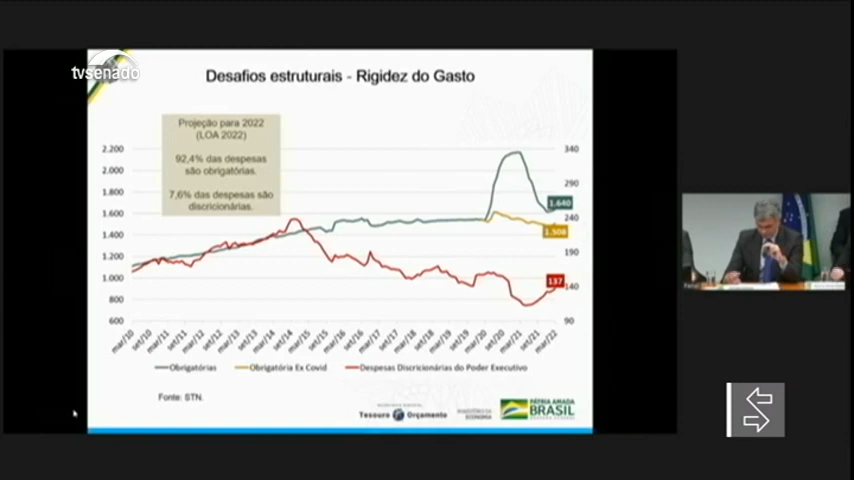 tvsenado
Desafios estruturais - Rigidez do Gasto
Projeção para 2022
(LOA 2022)
92,4% das despesas
são obrigatórias.
7,6% das despesas são
discricionárias.
2.200
2.000
1.800
1.600
1.400
1.200
1.000
800
600
340
290
240
190
140
90
1.640
1.508
137
mar/10
set/10
mar/11
set/11
mar/12
set/12
mar/13
set/13
mar/14
set/14
mar/15
set/15
mar/16
set/16
mar/17
set/17
mar/18
set/18
mar/19
set/19
mar/20
set/20
mar/21
set/21
mar/22
Obrigatórias
Obrigatória Ex Covid
Despesas Discricionárias do Poder Executivo
Fonte: STN.
Tesouro Orçamento
MINISTÉRIO DA
ECONOMIA
PÁTRIA AMADA
BRASIL